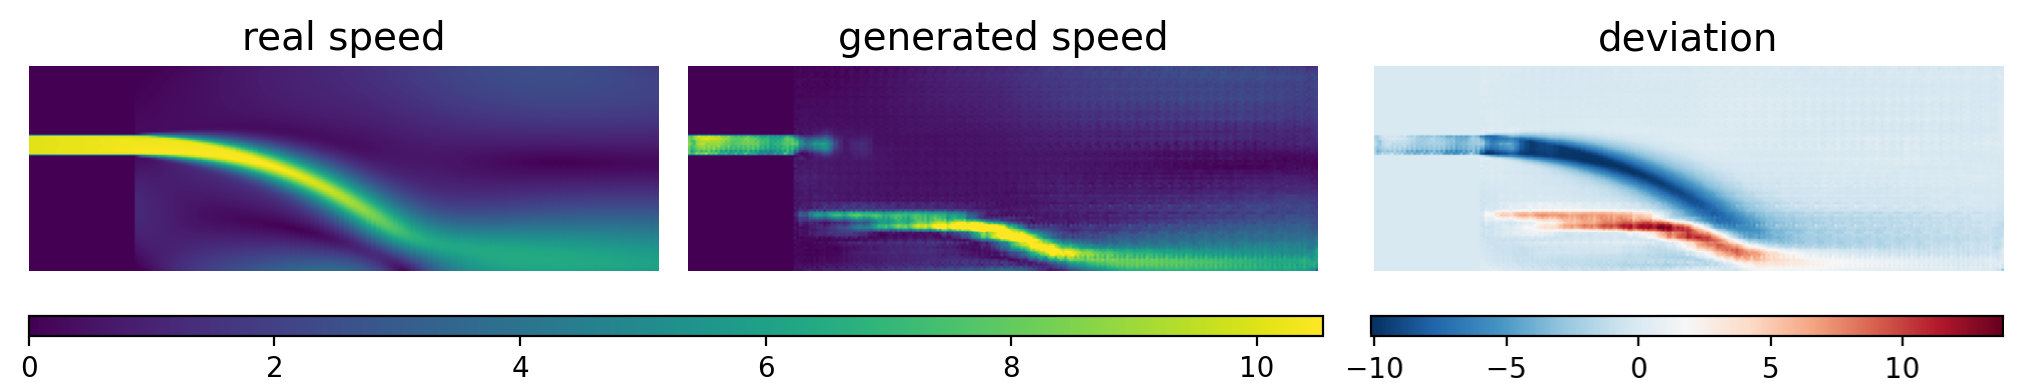 real speed
generated speed
deviation
0 2 4 6 8 10
−10 −5 0 5 10